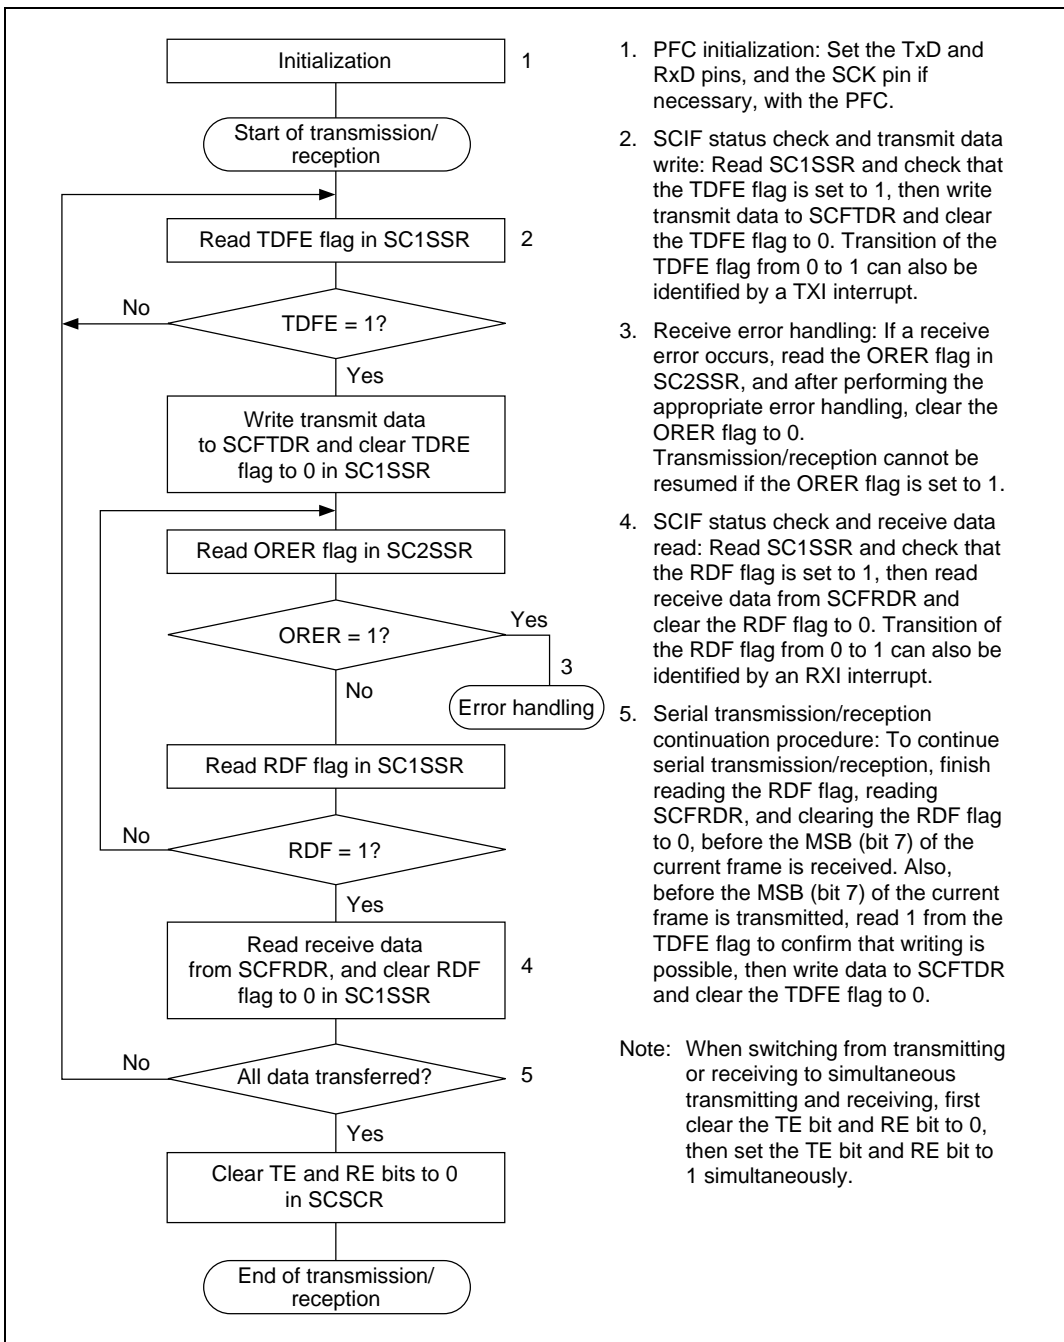 Initialization
1
Start of transmission/
reception
Read TDFE flag in SC1SSR
2
No
TDFE = 1?
Yes
Write transmit data
to SCFTDR and clear TDRE
flag to 0 in SC1SSR
Read ORER flag in SC2SSR
Yes
ORER = 1?
3
No
Error handling
Read RDF flag in SC1SSR
No
RDF = 1?
Yes
Read receive data
from SCFRDR, and clear RDF
flag to 0 in SC1SSR
4
No
All data transferred?
5
Yes
Clear TE and RE bits to 0
in SCSCR
End of transmission/
reception
1. PFC initialization: Set the TxD and
RxD pins, and the SCK pin if
necessary, with the PFC.
2. SCIF status check and transmit data
write: Read SC1SSR and check that
the TDFE flag is set to 1, then write
transmit data to SCFTDR and clear
the TDFE flag to 0. Transition of the
TDFE flag from 0 to 1 can also be
identified by a TXI interrupt.
3. Receive error handling: If a receive
error occurs, read the ORER flag in
SC2SSR, and after performing the
appropriate error handling, clear the
ORER flag to 0.
Transmission/reception cannot be
resumed if the ORER flag is set to 1.
4. SCIF status check and receive data
read: Read SC1SSR and check that
the RDF flag is set to 1, then read
receive data from SCFRDR and
clear the RDF flag to 0. Transition of
the RDF flag from 0 to 1 can also be
identified by an RXI interrupt.
5. Serial transmission/reception
continuation procedure: To continue
serial transmission/reception, finish
reading the RDF flag, reading
SCFRDR, and clearing the RDF flag
to 0, before the MSB (bit 7) of the
current frame is received. Also,
before the MSB (bit 7) of the current
frame is transmitted, read 1 from the
TDFE flag to confirm that writing is
possible, then write data to SCFTDR
and clear the TDFE flag to 0.
Note: When switching from transmitting
or receiving to simultaneous
transmitting and receiving, first
clear the TE bit and RE bit to 0,
then set the TE bit and RE bit to
1 simultaneously.